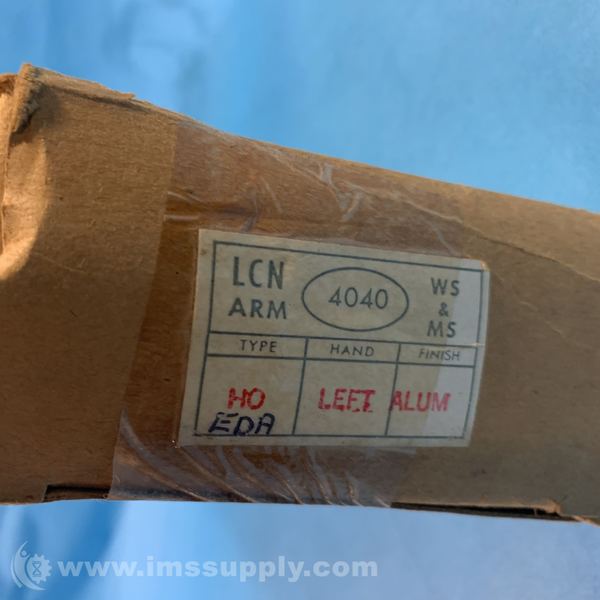 LCN 4040 WS
ARM & MS
TYPE HAND FINISH
HO LEFT ALUM
EDA
www.imssupply.com